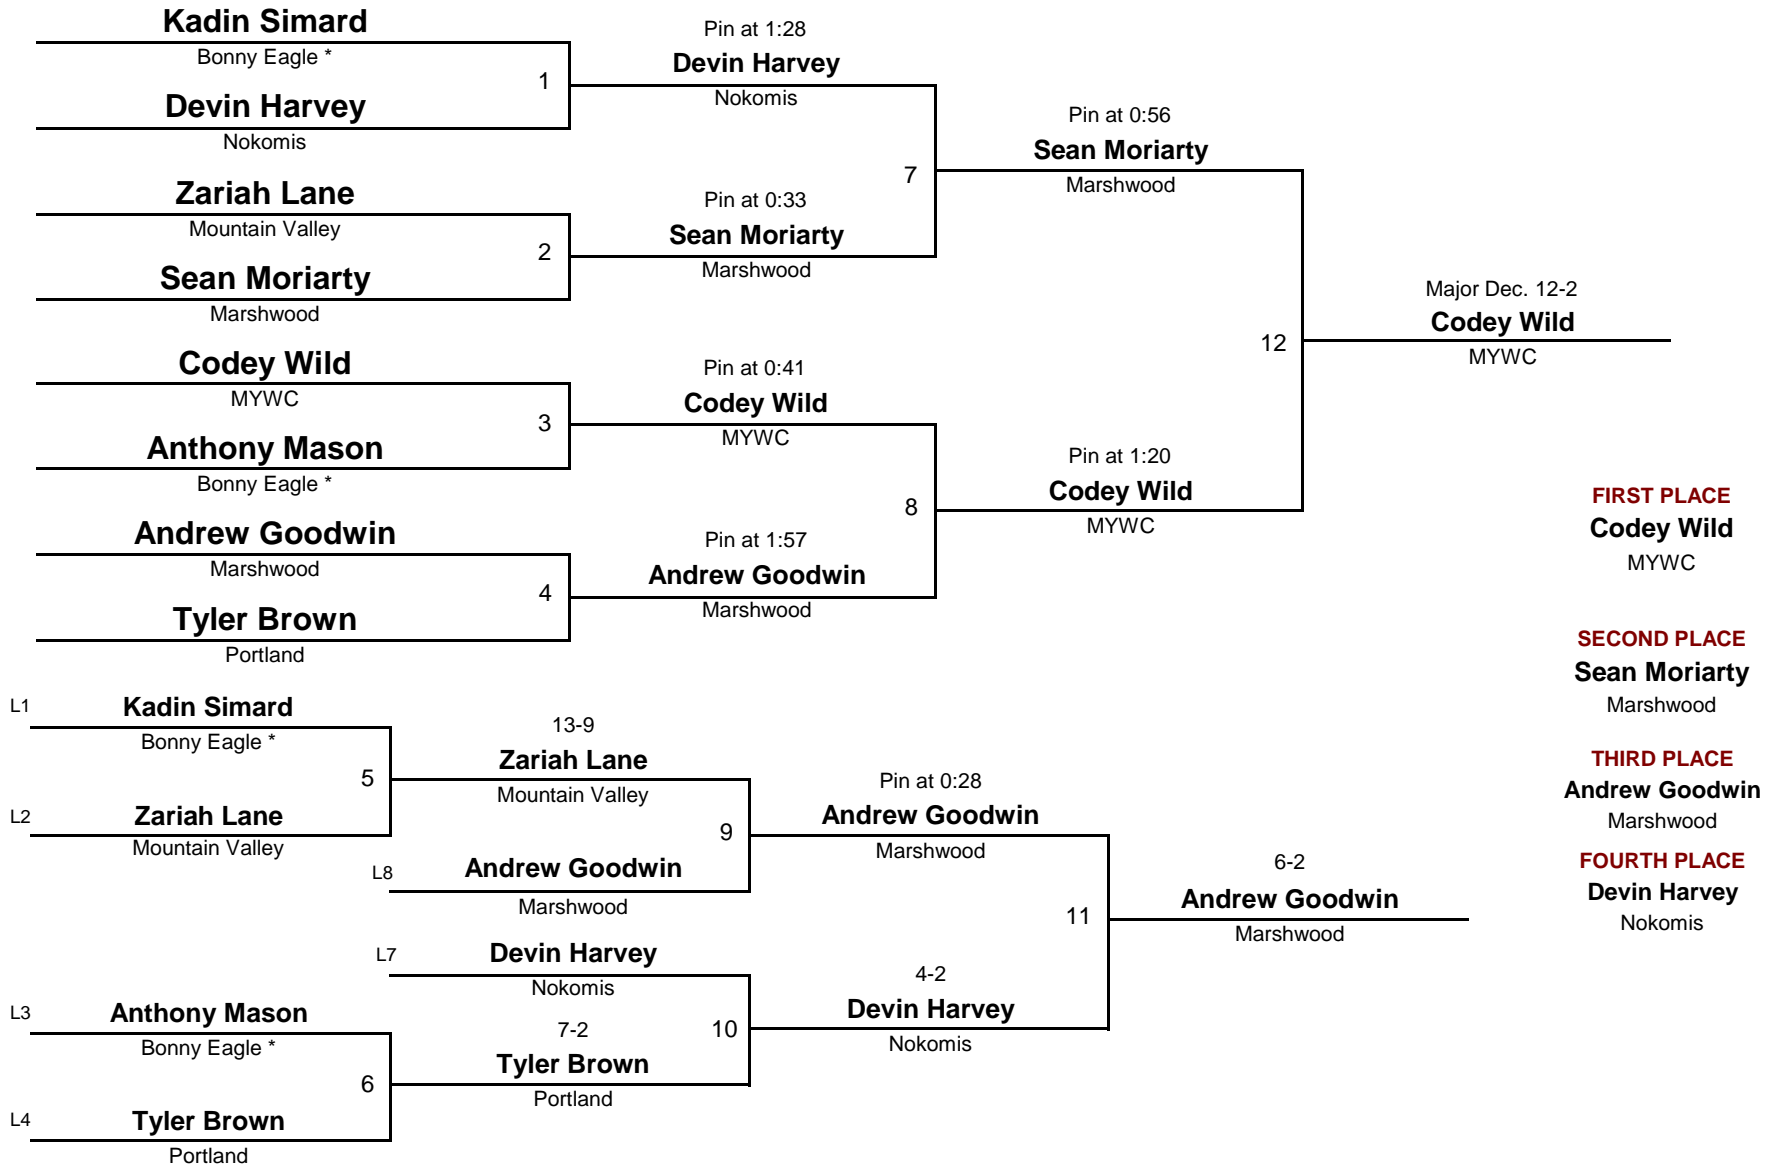 Kadin Simard
Bonny Eagle *
1
Devin Harvey
Nokomis
Pin at 1:28
Devin Harvey
Nokomis
Zariah Lane
Mountain Valley
2
Sean Moriarty
Marshwood
Pin at 0:33
Sean Moriarty
Marshwood
7
Pin at 0:56
Sean Moriarty
Marshwood
Codey Wild
MYWC
3
Anthony Mason
Bonny Eagle *
Pin at 0:41
Codey Wild
MYWC
Andrew Goodwin
Marshwood
4
Tyler Brown
Portland
Pin at 1:57
Andrew Goodwin
Marshwood
8
Pin at 1:20
Codey Wild
MYWC
12
Major Dec. 12-2
Codey Wild
MYWC
FIRST PLACE
Codey Wild
MYWC
SECOND PLACE
Sean Moriarty
Marshwood
THIRD PLACE
Andrew Goodwin
Marshwood
FOURTH PLACE
Devin Harvey
Nokomis
L1
Kadin Simard
Bonny Eagle *
5
L2
Zariah Lane
Mountain Valley
13-9
Zariah Lane
Mountain Valley
9
L8
Andrew Goodwin
Marshwood
Pin at 0:28
Andrew Goodwin
Marshwood
L7
Devin Harvey
Nokomis
L3
Anthony Mason
Bonny Eagle *
6
L4
Tyler Brown
Portland
7-2
Tyler Brown
Portland
10
4-2
Devin Harvey
Nokomis
11
6-2
Andrew Goodwin
Marshwood